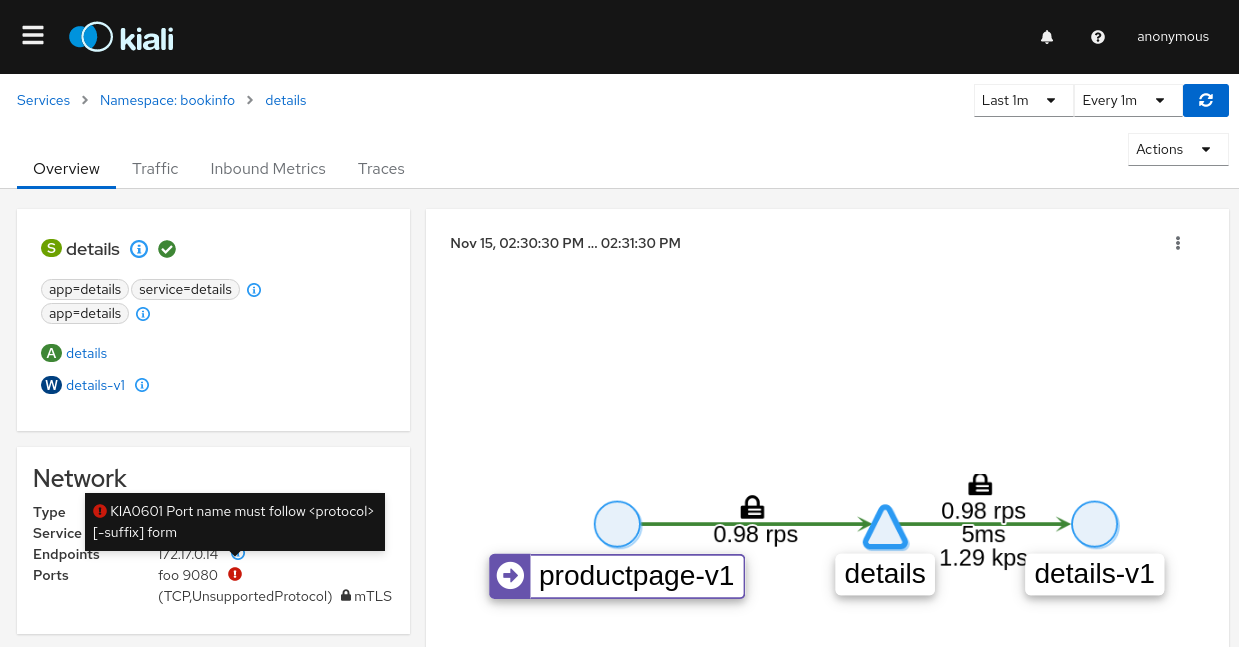 kiali
anonymous
Services > Namespace: bookinfo > details
Last 1m
Every 1m
Actions
Overview Traffic Inbound Metrics Traces
S details
app=details service=details
app=details
A details
W details-v1
Network
KIA0601 Port name must follow <protocol>
[-suffix] form
Type
Service
Endpoints 172.17.0.14
Ports foo 9080
(TCP,UnsupportedProtocol) mTLS
Nov 15, 02:30:30 PM ... 02:31:30 PM
0.98 rps
0.98 rps
5ms
1.29 kps
productpage-v1
details
details-v1